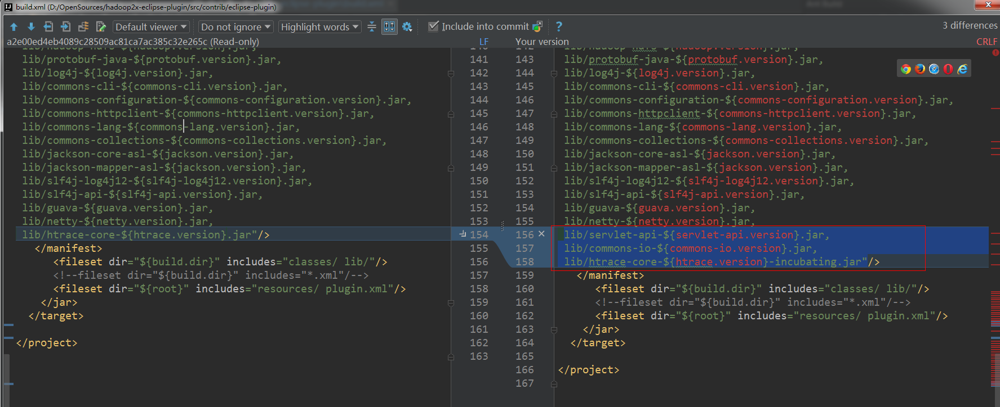 build.xml (D:/OpenSources/hadoop2x-eclipse-plugin/src/contrib/eclipse-plugin)
Default viewer Do not ignore Highlight words Include into commit ? 3 differences
a2e00ed4eb4089c28509ac81ca7ac385c32e265c (Read-only) LF Your version CRLF
lib/protobuf-java-${protobuf.version}.jar, 141 143 lib/protobuf-java-${protobuf.version}.jar,
lib/log4j-${log4j.version}.jar, 142 144 lib/log4j-${log4j.version}.jar,
lib/commons-cli-${commons-cli.version}.jar, 143 145 lib/commons-cli-${commons-cli.version}.jar,
lib/commons-configuration-${commons-configuration.version}.jar, 144 146 lib/commons-configuration-${commons-configuration.version}.jar,
lib/commons-httpclient-${commons-httpclient.version}.jar, 145 147 lib/commons-httpclient-${commons-httpclient.version}.jar,
lib/commons-lang-${commons-lang.version}.jar, 146 148 lib/commons-lang-${commons-lang.version}.jar,
lib/commons-collections-${commons-collections.version}.jar, 147 149 lib/commons-collections-${commons-collections.version}.jar,
lib/jackson-core-asl-${jackson.version}.jar, 148 150 lib/jackson-core-asl-${jackson.version}.jar,
lib/jackson-mapper-asl-${jackson.version}.jar, 149 151 lib/jackson-mapper-asl-${jackson.version}.jar,
lib/slf4j-log4j12-${slf4j-log4j12.version}.jar, 150 152 lib/slf4j-log4j12-${slf4j-log4j12.version}.jar,
lib/slf4j-api-${slf4j-api.version}.jar, 151 153 lib/slf4j-api-${slf4j-api.version}.jar,
lib/guava-${guava.version}.jar, 152 154 lib/guava-${guava.version}.jar,
lib/netty-${netty.version}.jar, 153 155 lib/netty-${netty.version}.jar,
lib/htrace-core-${htrace.version}.jar"/> 154 156 lib/servlet-api-${servlet-api.version}.jar,
</manifest> 155 157 lib/commons-io-${commons-io.version}.jar,
<fileset dir="${build.dir}" includes="classes/ lib/"/> 156 158 lib/htrace-core-${htrace.version}-incubating.jar"/>
<!--fileset dir="${build.dir}" includes="*.xml"/--> 157 159 </manifest>
<fileset dir="${root}" includes="resources/ plugin.xml"/> 158 160 <fileset dir="${build.dir}" includes="classes/ lib/"/>
</jar> 159 161 <!--fileset dir="${build.dir}" includes="*.xml"/-->
</target> 160 162 <fileset dir="${root}" includes="resources/ plugin.xml"/>
161 163 </jar>
</project> 162 164 </target>
163 165
166 </project>
167